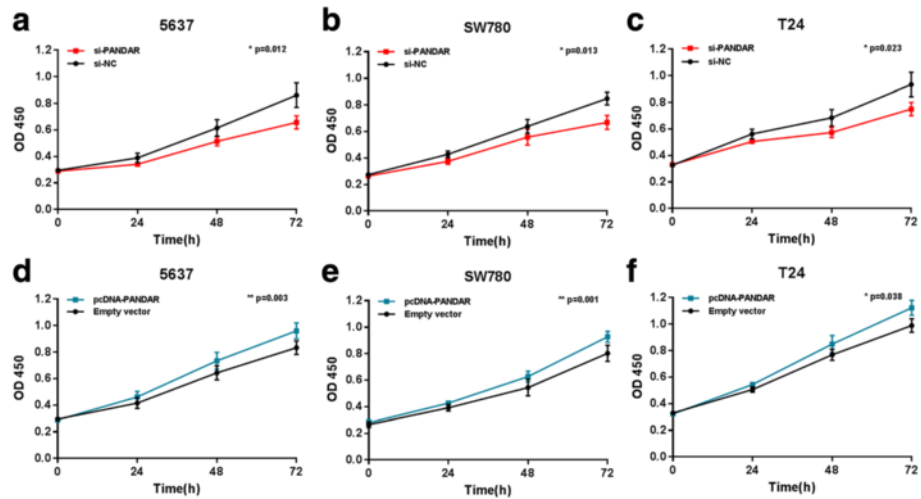 a
5637
si-PANDAR
si-NC
* p=0.012
OD 450
1.2
1.0
0.8
0.6
0.4
0.2
0.0
0 24 48 72
Time(h)
b
SW780
si-PANDAR
si-NC
* p=0.013
OD 450
1.2
1.0
0.8
0.6
0.4
0.2
0.0
0 24 48 72
Time(h)
c
T24
si-PANDAR
si-NC
* p=0.023
OD 450
1.2
1.0
0.8
0.6
0.4
0.2
0.0
0 24 48 72
Time(h)
d
5637
pcDNA-PANDAR
Empty vector
** p=0.003
OD 450
1.2
1.0
0.8
0.6
0.4
0.2
0.0
0 24 48 72
Time(h)
e
SW780
pcDNA-PANDAR
Empty vector
** p=0.001
OD 450
1.2
1.0
0.8
0.6
0.4
0.2
0.0
0 24 48 72
Time(h)
f
T24
pcDNA-PANDAR
Empty vector
* p=0.038
OD 450
1.2
1.0
0.8
0.6
0.4
0.2
0.0
0 24 48 72
Time(h)